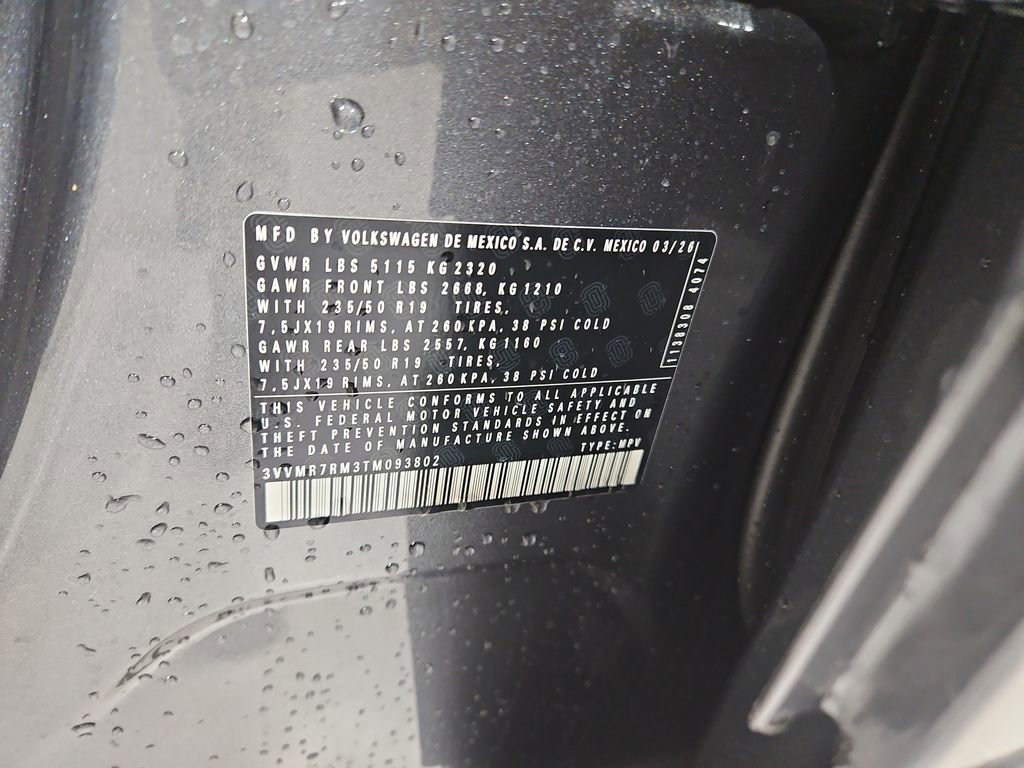 MFD BY VOLKSWAGEN DE MEXICO S.A. DE C.V. MEXICO 03/26
GVWR LBS 5115 KG 2320
GAWR FRONT LBS 2668, KG 1210
WITH 235/50 R19 TIRES,
7,5JX19 RIMS, AT 260 KPA, 38 PSI COLD
GAWR REAR LBS 2557, KG 1160
WITH 235/50 R19 TIRES,
7,5JX19 RIMS, AT 260 KPA, 38 PSI COLD
1138308 4074
THIS VEHICLE CONFORMS TO ALL APPLICABLE
U.S. FEDERAL MOTOR VEHICLE SAFETY AND
THEFT PREVENTION STANDARDS IN EFFECT ON
THE DATE OF MANUFACTURE SHOWN ABOVE.
TYPE: MPV
3VVMR7RM3TM093802